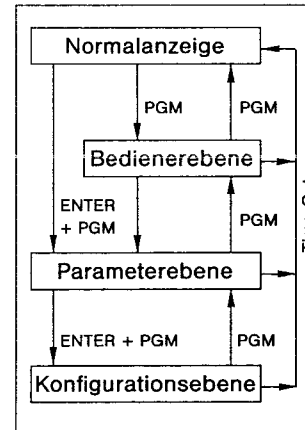 Normalanzeige
PGM PGM
Bedienerebene
ENTER
+ PGM
PGM
Parameterebene
ENTER + PGM PGM
Konfigurationsebene